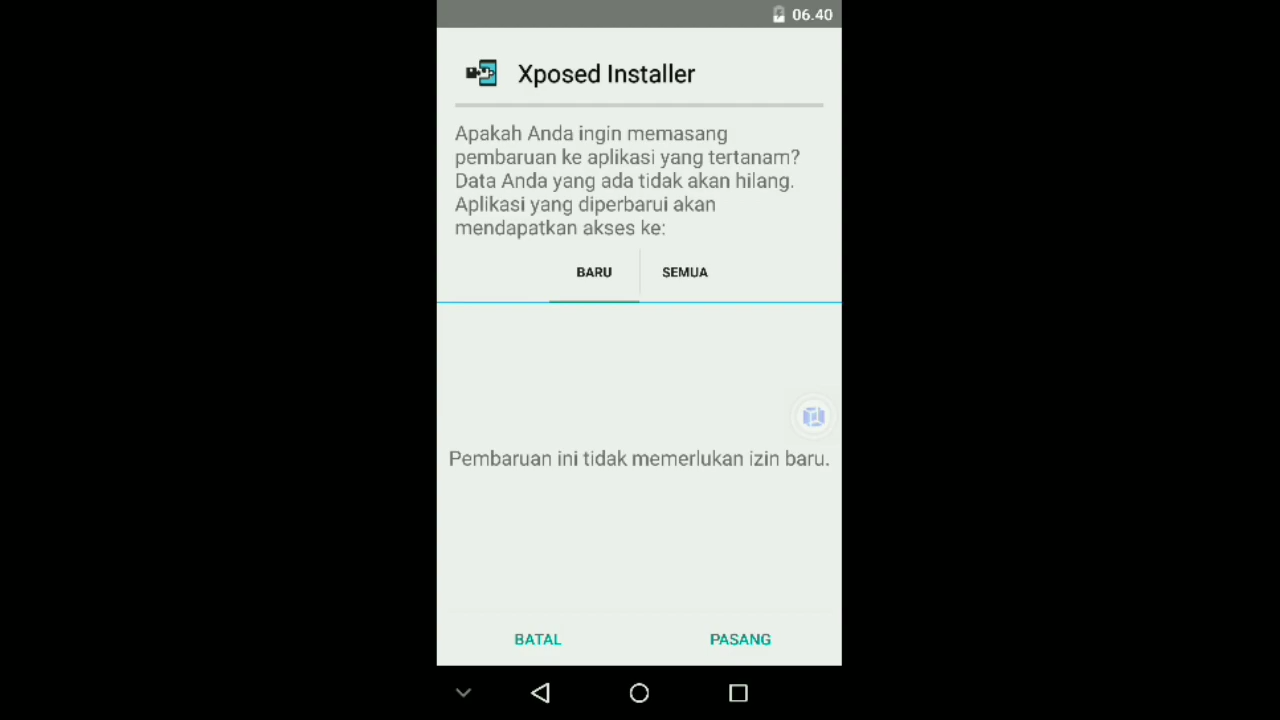 06.40
Xposed Installer
Apakah Anda ingin memasang
pembaruan ke aplikasi yang tertanam?
Data Anda yang ada tidak akan hilang.
Aplikasi yang diperbarui akan
mendapatkan akses ke:
BARU SEMUA
Pembaruan ini tidak memerlukan izin baru.
BATAL PASANG